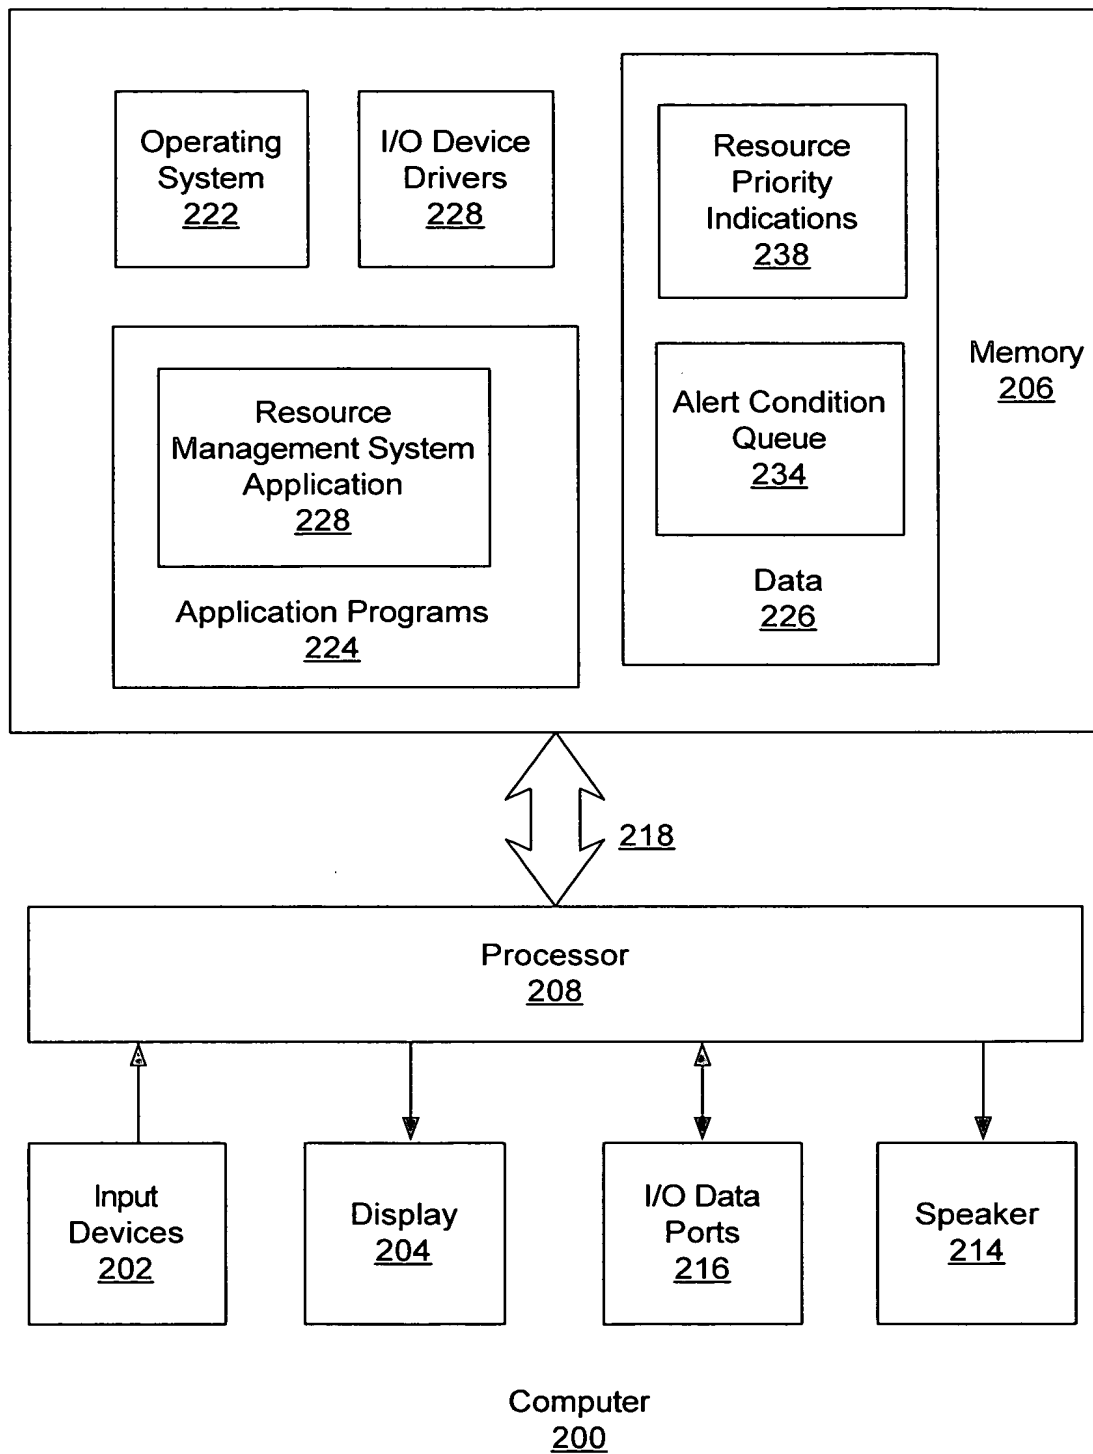 Operating
System
222
I/O Device
Drivers
228
Resource
Priority
Indications
238
Memory
206
Resource
Management System
Application
228
Alert Condition
Queue
234
Application Programs
224
Data
226
218
Processor
208
Input
Devices
202
Display
204
I/O Data
Ports
216
Speaker
214
Computer
200